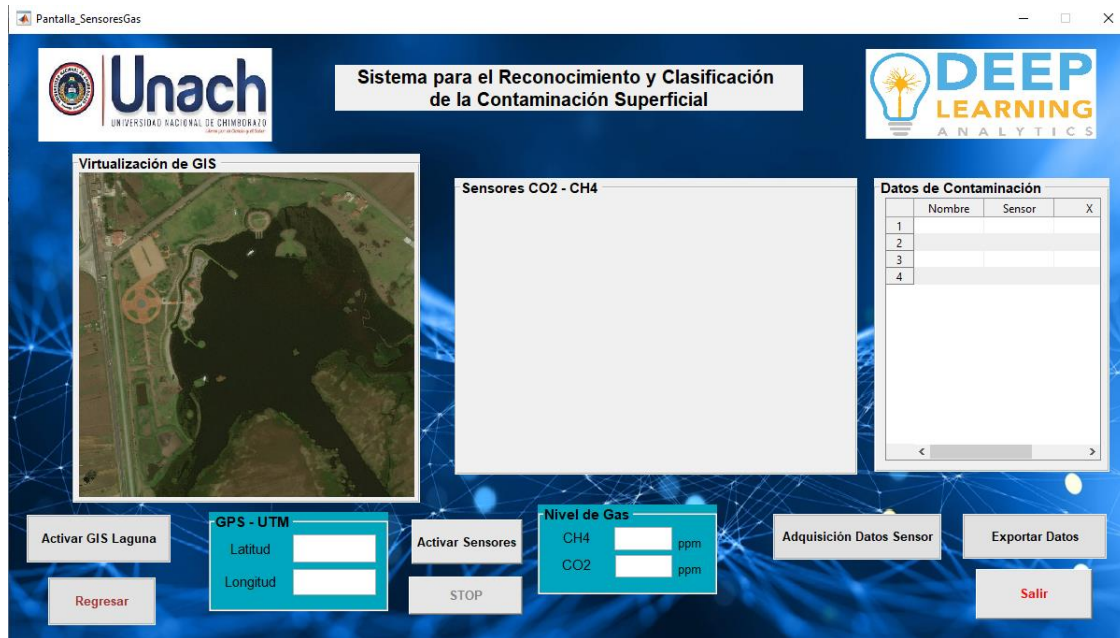 Pantalla_SensoresGas
Unach
UNIVERSIDAD NACIONAL DE CHIMBORAZO
Sistema para el Reconocimiento y Clasificación
de la Contaminación Superficial
DEEP
LEARNING
ANALYTICS
Virtualización de GIS
Sensores CO2 - CH4
Datos de Contaminación
Nombre Sensor X
1
2
3
4
Activar GIS Laguna
GPS - UTM
Latitud
Longitud
Activar Sensores
STOP
Nivel de Gas
CH4 ppm
CO2 ppm
Adquisición Datos Sensor
Exportar Datos
Regresar
Salir